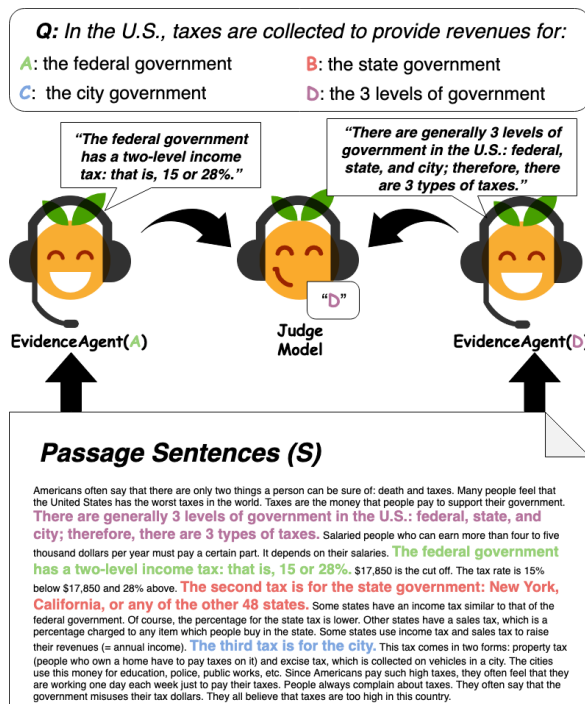 Q: In the U.S., taxes are collected to provide revenues for:
A: the federal government
B: the state government
C: the city government
D: the 3 levels of government
“The federal government
has a two-level income
tax: that is, 15 or 28%.”
“There are generally 3 levels of
government in the U.S.: federal,
state, and city; therefore, there
are 3 types of taxes.”
“D”
EvidenceAgent(A)
Judge
Model
EvidenceAgent(D)
Passage Sentences (S)
Americans often say that there are only two things a person can be sure of: death and taxes. Many people feel that
the United States has the worst taxes in the world. Taxes are the money that people pay to support their government.
There are generally 3 levels of government in the U.S.: federal, state, and
city; therefore, there are 3 types of taxes. Salaried people who can earn more than four to five
thousand dollars per year must pay a certain part. It depends on their salaries. The federal government
has a two-level income tax: that is, 15 or 28%. $17,850 is the cut off. The tax rate is 15%
below $17,850 and 28% above. The second tax is for the state government: New York,
California, or any of the other 48 states. Some states have an income tax similar to that of the
federal government. Of course, the percentage for the state tax is lower. Other states have a sales tax, which is a
percentage charged to any item which people buy in the state. Some states use income tax and sales tax to raise
their revenues (= annual income). The third tax is for the city. This tax comes in two forms: property tax
(people who own a home have to pay taxes on it) and excise tax, which is collected on vehicles in a city. The cities
use this money for education, police, public works, etc. Since Americans pay such high taxes, they often feel that they
are working one day each week just to pay their taxes. People always complain about taxes. They often say that the
government misuses their tax dollars. They all believe that taxes are too high in this country.